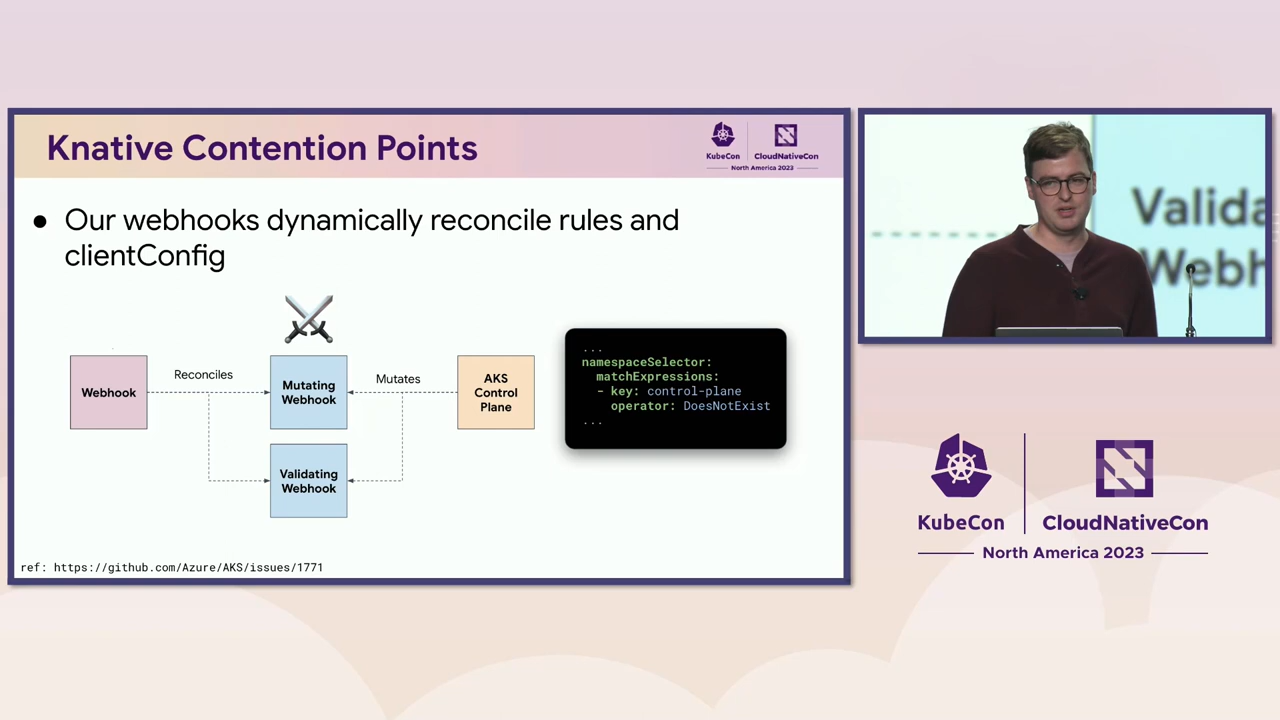 Knative Contention Points
KubeCon
CloudNativeCon
North America 2023
● Our webhooks dynamically reconcile rules and
clientConfig
Webhook
Reconciles
Mutating
Webhook
Mutates
AKS
Control
Plane
Validating
Webhook
...
namespaceSelector:
matchExpressions:
- key: control-plane
operator: DoesNotExist
...
ref: https://github.com/Azure/AKS/issues/1771
Valida
Webh
KubeCon
CloudNativeCon
North America 2023